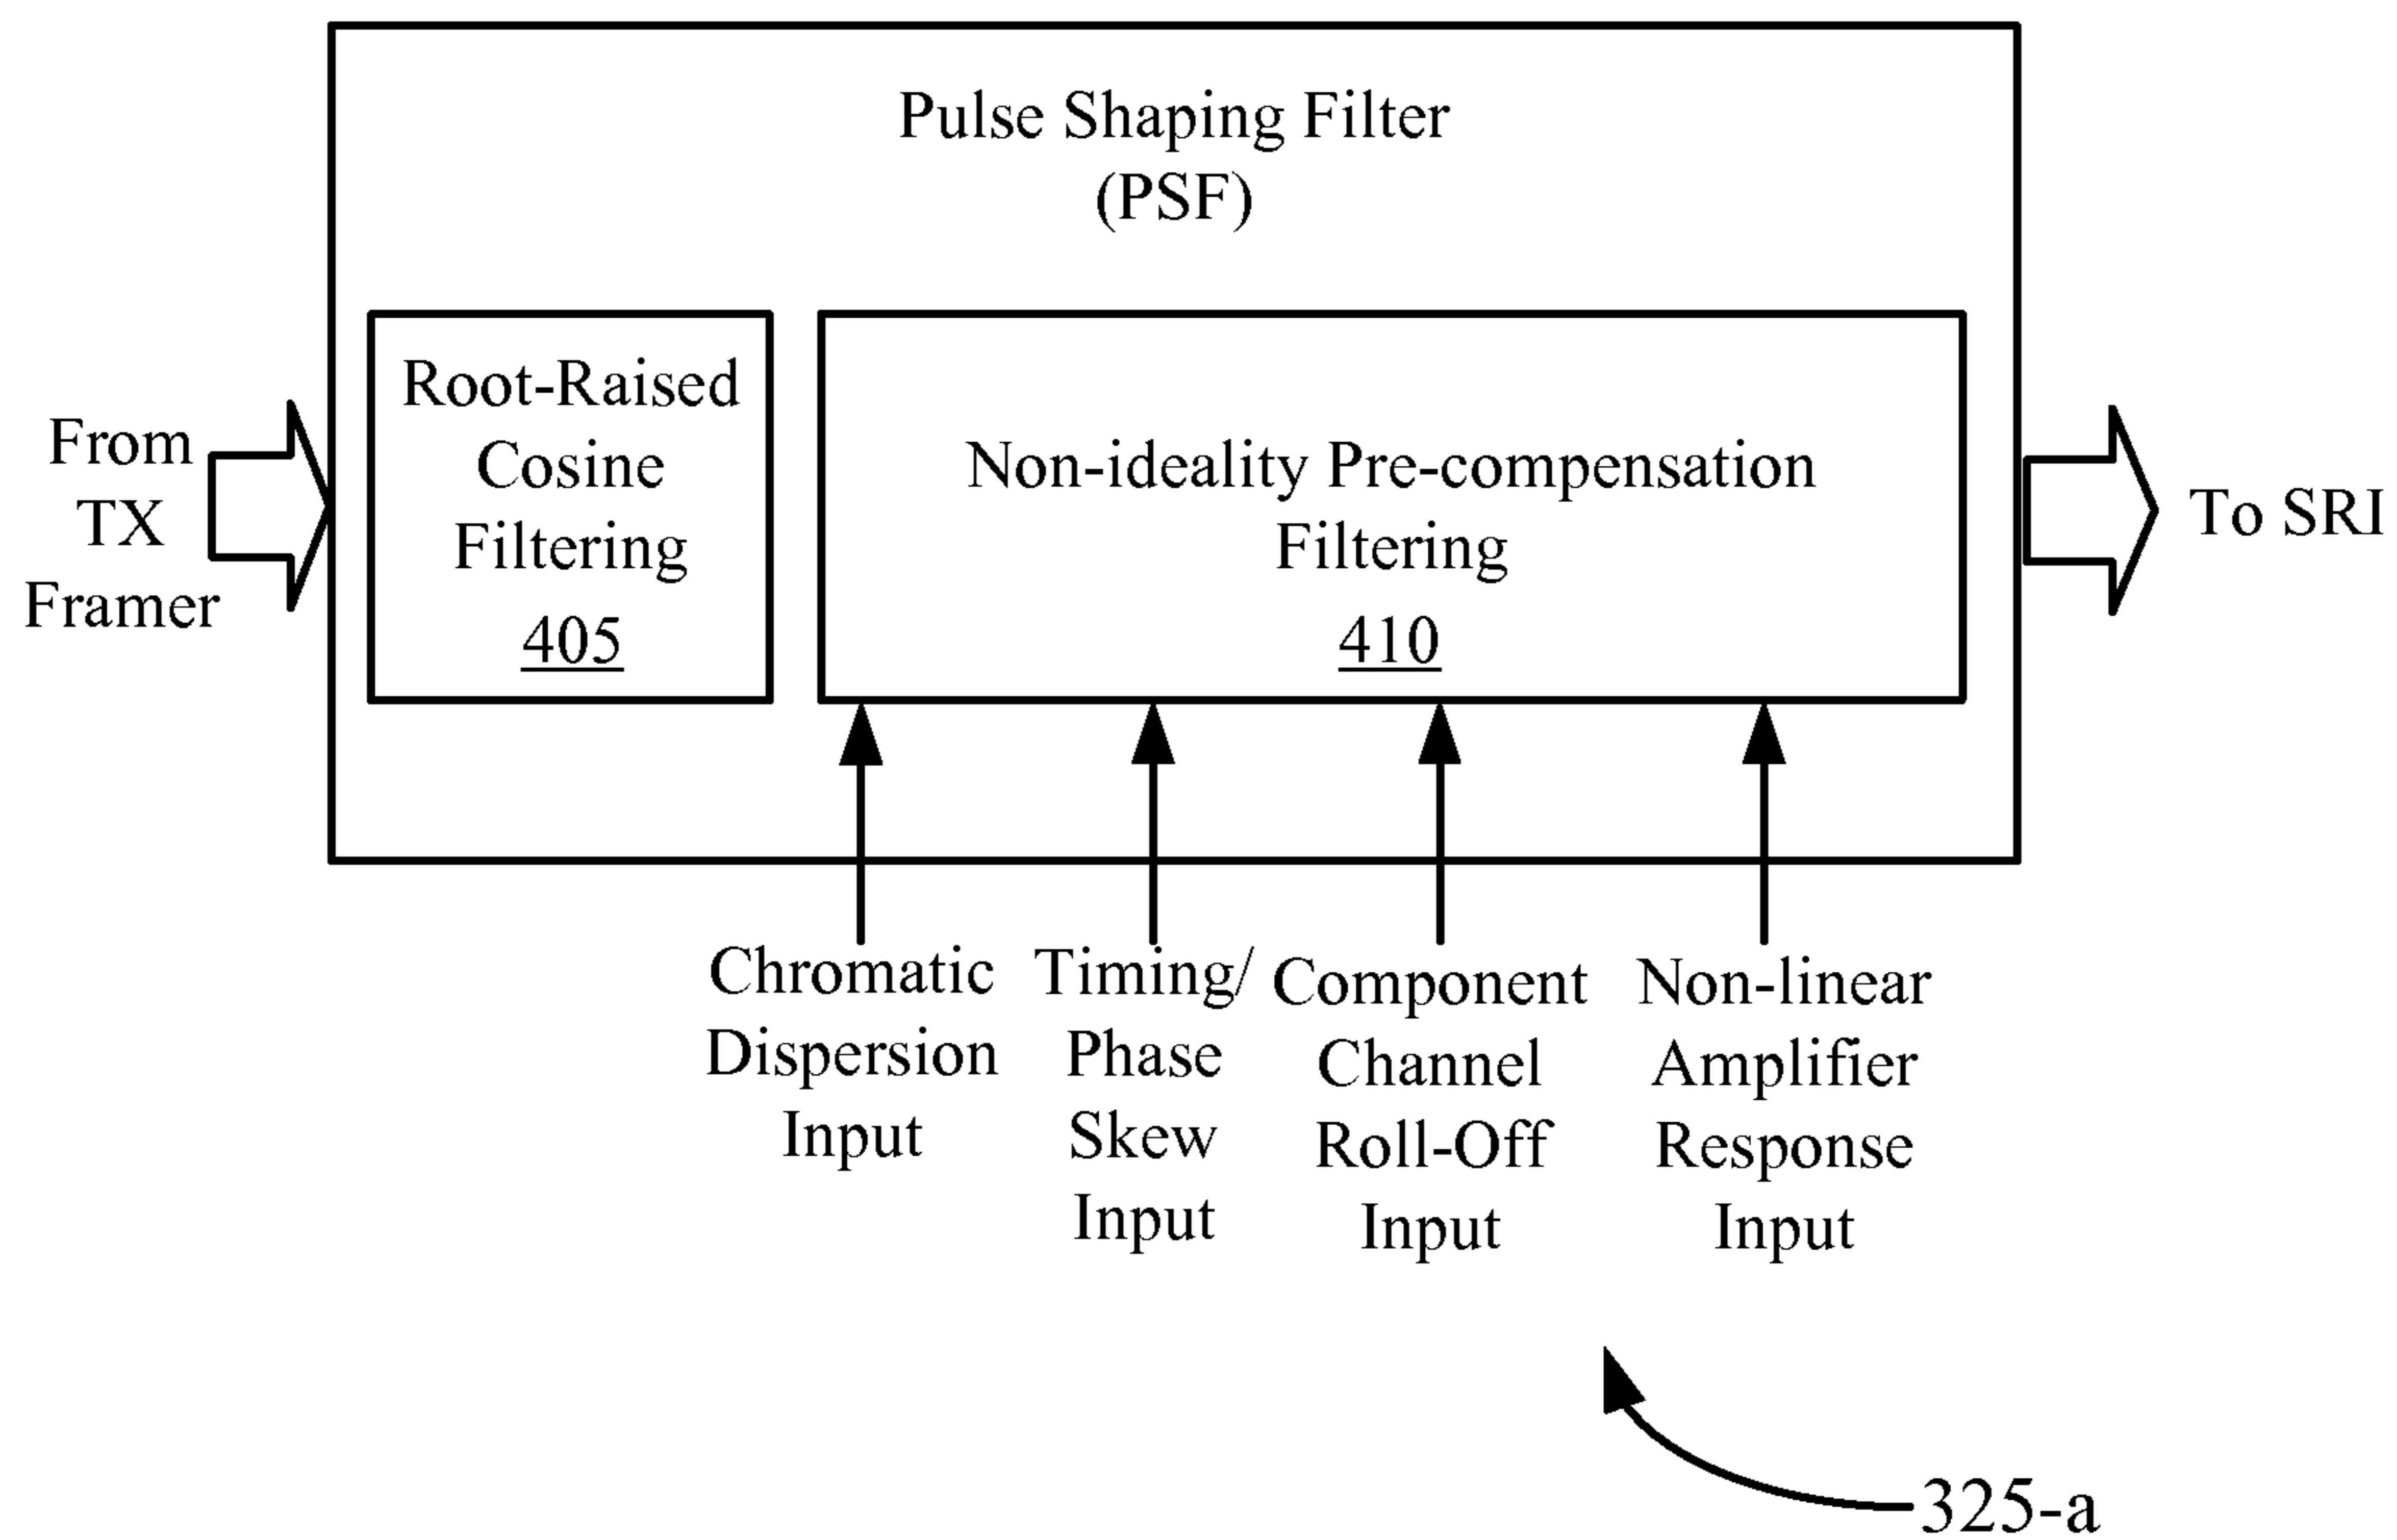 Pulse Shaping Filter
(PSF)
From
TX
Framer
Root-Raised
Cosine
Filtering
405
Non-ideality Pre-compensation
Filtering
410
To SRI
Chromatic
Dispersion
Input
Timing/
Phase
Skew
Input
Component
Channel
Roll-Off
Input
Non-linear
Amplifier
Response
Input
325-a